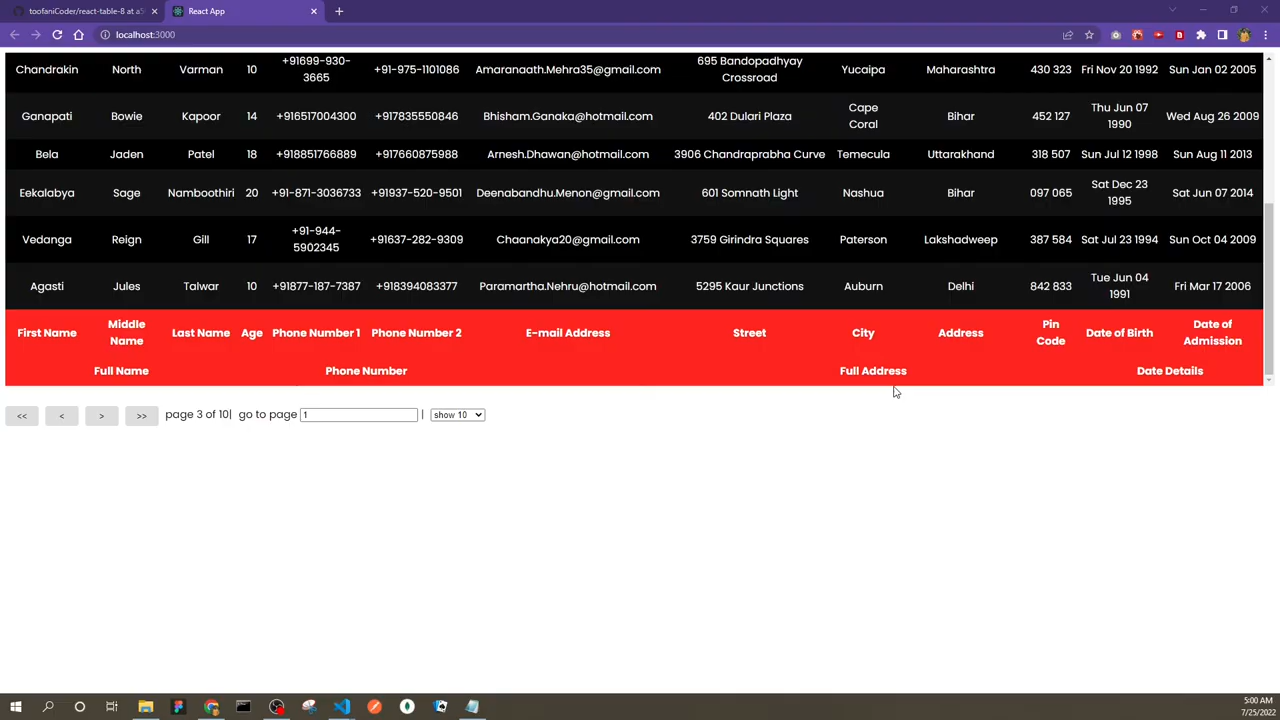 toofaniCoder/react-table-8 at a5
React App
localhost:3000
Chandrakin North Varman 10 +91699-930-3665 +91-975-1101086 Amaranaath.Mehra35@gmail.com 695 Bandopadhyay Crossroad Yucaipa Maharashtra 430 323 Fri Nov 20 1992 Sun Jan 02 2005
Ganapati Bowie Kapoor 14 +916517004300 +917835550846 Bhisham.Ganaka@hotmail.com 402 Dulari Plaza Cape Coral Bihar 452 127 Thu Jun 07 1990 Wed Aug 26 2009
Bela Jaden Patel 18 +918851766889 +917660875988 Arnesh.Dhawan@hotmail.com 3906 Chandraprabha Curve Temecula Uttarakhand 318 507 Sun Jul 12 1998 Sun Aug 11 2013
Eekalabya Sage Namboothiri 20 +91-871-3036733 +91937-520-9501 Deenabandhu.Menon@gmail.com 601 Somnath Light Nashua Bihar 097 065 Sat Dec 23 1995 Sat Jun 07 2014
Vedanga Reign Gill 17 +91-944-5902345 +91637-282-9309 Chaanakya20@gmail.com 3759 Girindra Squares Paterson Lakshadweep 387 584 Sat Jul 23 1994 Sun Oct 04 2009
Agasti Jules Talwar 10 +91877-187-7387 +918394083377 Paramartha.Nehru@hotmail.com 5295 Kaur Junctions Auburn Delhi 842 833 Tue Jun 04 1991 Fri Mar 17 2006
First Name Middle Name Last Name Age Phone Number 1 Phone Number 2 E-mail Address Street City Address Pin Code Date of Birth Date of Admission
Full Name Phone Number Full Address Date Details
<< < > >> page 3 of 10| go to page 1 | show 10
5:00 AM
7/25/2022